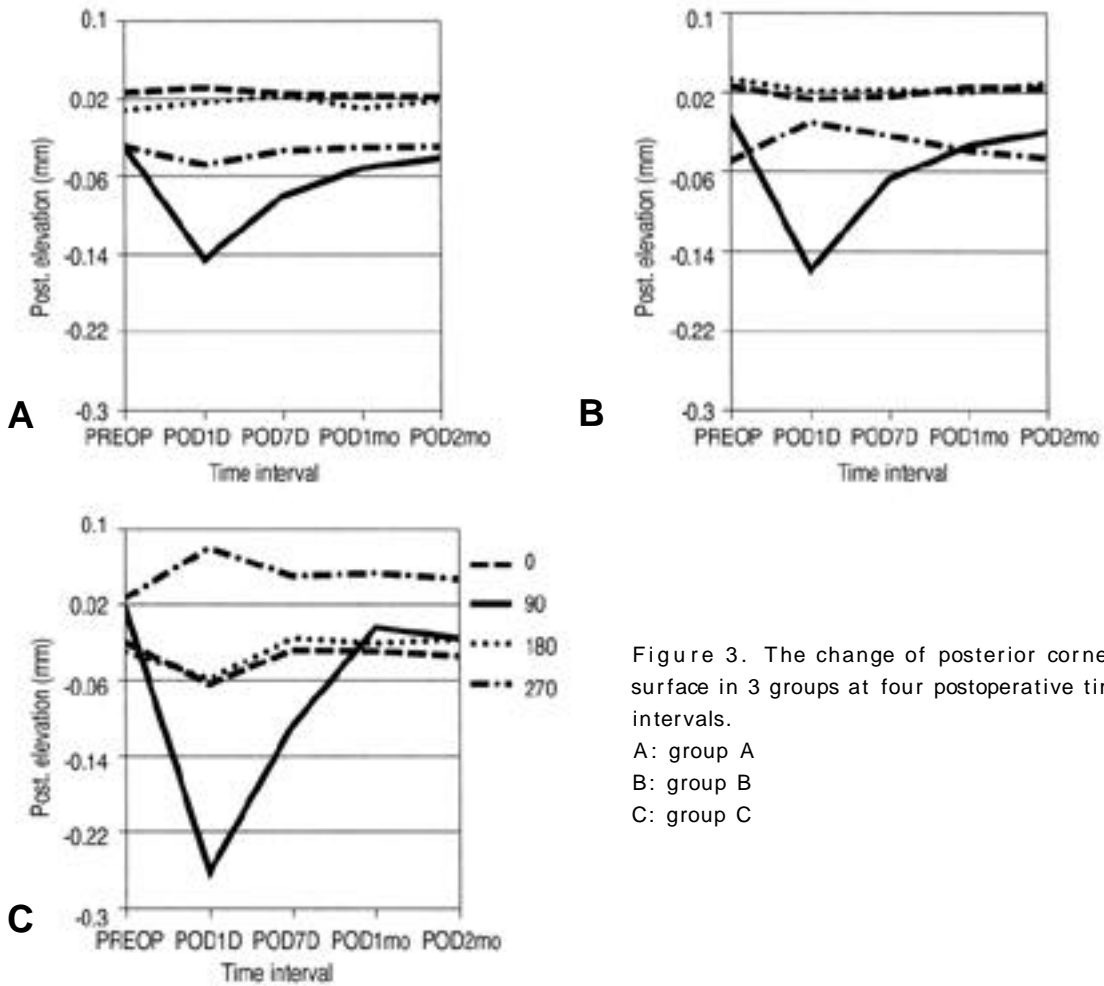 0.1
0.02
-0.06
-0.14
-0.22
-0.3
Post. elevation (mm)
PREOP POD1D POD7D POD1mo POD2mo
Time interval
A
0.1
0.02
-0.06
-0.14
-0.22
-0.3
Post. elevation (mm)
PREOP POD1D POD7D POD1mo POD2mo
Time interval
B
0.1
0.02
-0.06
-0.14
-0.22
-0.3
Post. elevation (mm)
PREOP POD1D POD7D POD1mo POD2mo
Time interval
C
0
90
180
270
Figure 3. The change of posterior corne
surface in 3 groups at four postoperative tir
intervals.
A: group A
B: group B
C: group C